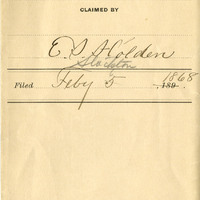 CLAIMED BY
E. S. Holden
Stockton
Filed Feby 5 1868, 189